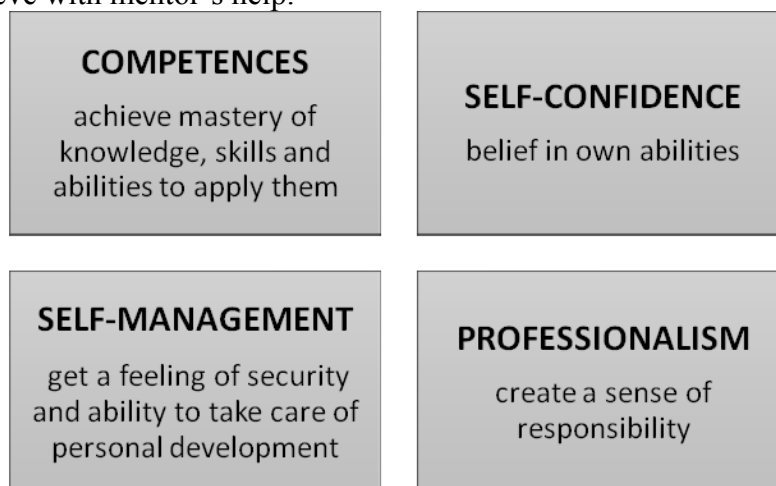 with mentor's help.
COMPETENCES
achieve mastery of
knowledge, skills and
abilities to apply them
SELF-CONFIDENCE
belief in own abilities
SELF-MANAGEMENT
get a feeling of security
and ability to take care of
personal development
PROFESSIONALISM
create a sense of
responsibility